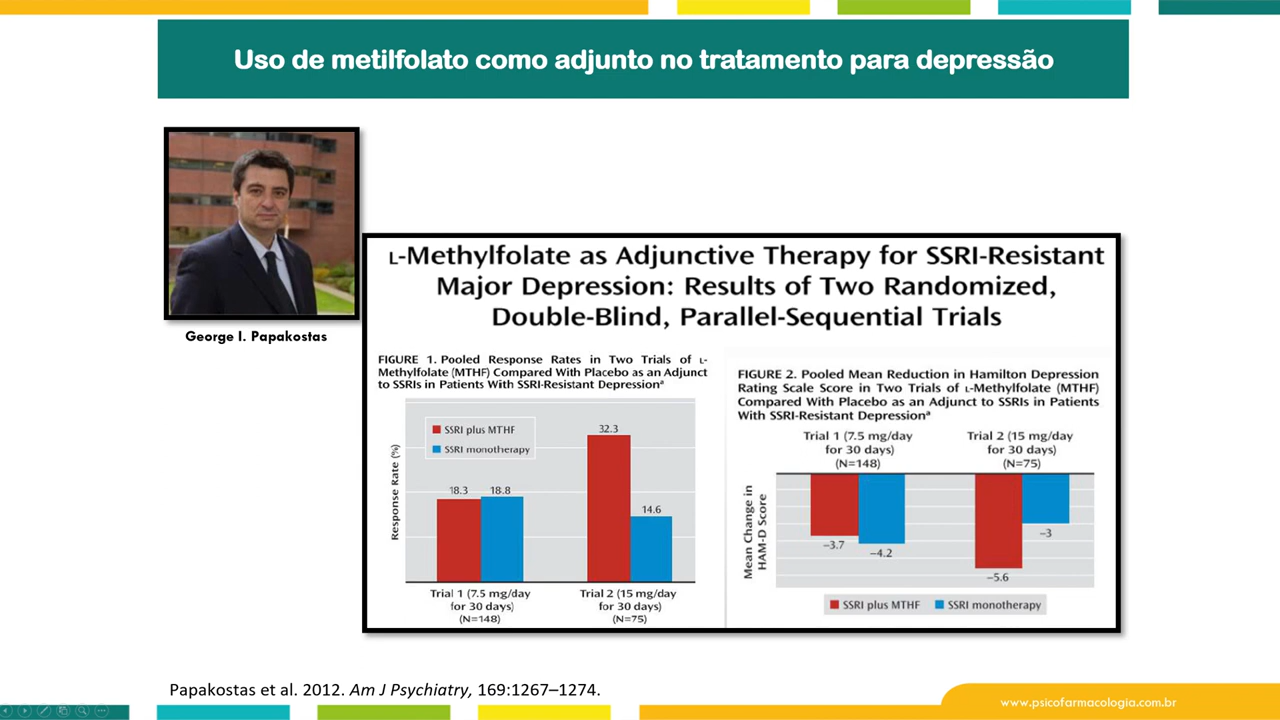 Uso de metilfolato como adjunto no tratamento para depressão
George I. Papakostas
L-Methylfolate as Adjunctive Therapy for SSRI-Resistant
Major Depression: Results of Two Randomized,
Double-Blind, Parallel-Sequential Trials
FIGURE 1. Pooled Response Rates in Two Trials of L-
Methylfolate (MTHF) Compared With Placebo as an Adjunct
to SSRIs in Patients With SSRI-Resistant Depressionᵃ
Response Rate (%)
SSRI plus MTHF
SSRI monotherapy
18.3
18.8
32.3
14.6
Trial 1 (7.5 mg/day
for 30 days)
(N=148)
Trial 2 (15 mg/day
for 30 days)
(N=75)
FIGURE 2. Pooled Mean Reduction in Hamilton Depression
Rating Scale Score in Two Trials of L-Methylfolate (MTHF)
Compared With Placebo as an Adjunct to SSRIs in Patients
With SSRI-Resistant Depressionᵃ
Trial 1 (7.5 mg/day
for 30 days)
(N=148)
Trial 2 (15 mg/day
for 30 days)
(N=75)
Mean Change in
HAM-D Score
−3.7
−4.2
−5.6
−3
SSRI plus MTHF
SSRI monotherapy
Papakostas et al. 2012. Am J Psychiatry, 169:1267–1274.
www.psicofarmacologia.com.br